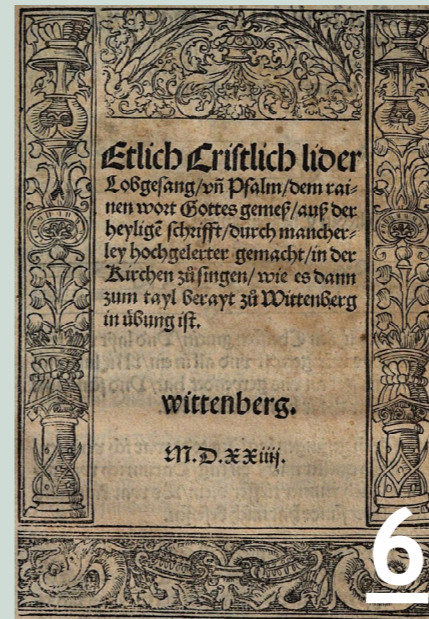 Etlich Cristlich lider
Lobgesang/vñ Psalm/dem rai-
nen wort Gottes gemeß/auß der
heyligẽ schrifft/durch mancher-
ley hochgelerter gemacht/in der
Kirchen zů singen/wie es dann
zum tayl berayt zů Wittenberg
in übung ist.
wittenberg.
M.D.XXiiij.
6